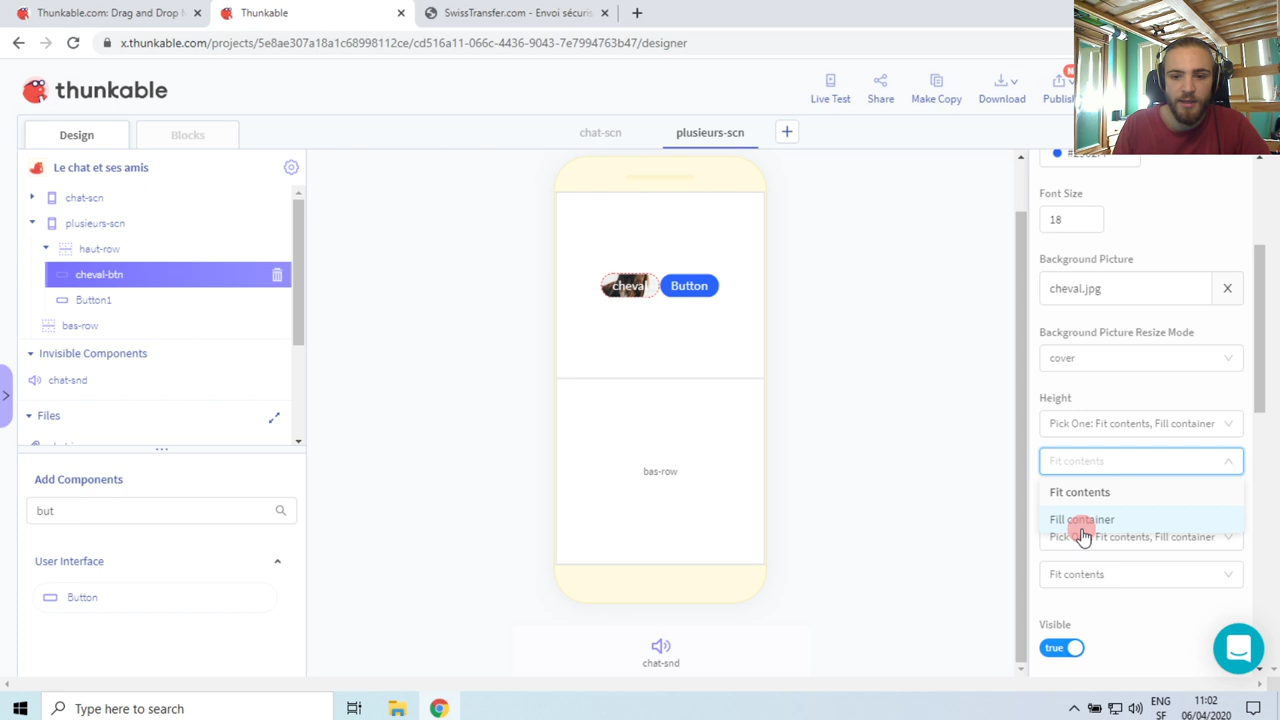 Thunkable.com: Drag and Drop
Thunkable
SwissTransfer.com - Envoi sécuris
x.thunkable.com/projects/5e8ae307a18a1c68998112ce/cd516a11-066c-4436-9043-7e7994763b47/designer
thunkable
Live Test
Share
Make Copy
Download
Publish
N
Design
Blocks
chat-scn
plusieurs-scn
Le chat et ses amis
chat-scn
plusieurs-scn
haut-row
cheval-btn
Button1
bas-row
Invisible Components
chat-snd
Files
Add Components
but
User Interface
Button
cheval
Button
bas-row
chat-snd
Font Size
18
Background Picture
cheval.jpg
X
Background Picture Resize Mode
cover
Height
Pick One: Fit contents, Fill container
Fit contents
Fit contents
Fill container
Pick One: Fit contents, Fill container
Fit contents
Visible
true
Type here to search
ENG
SF
11:02
06/04/2020